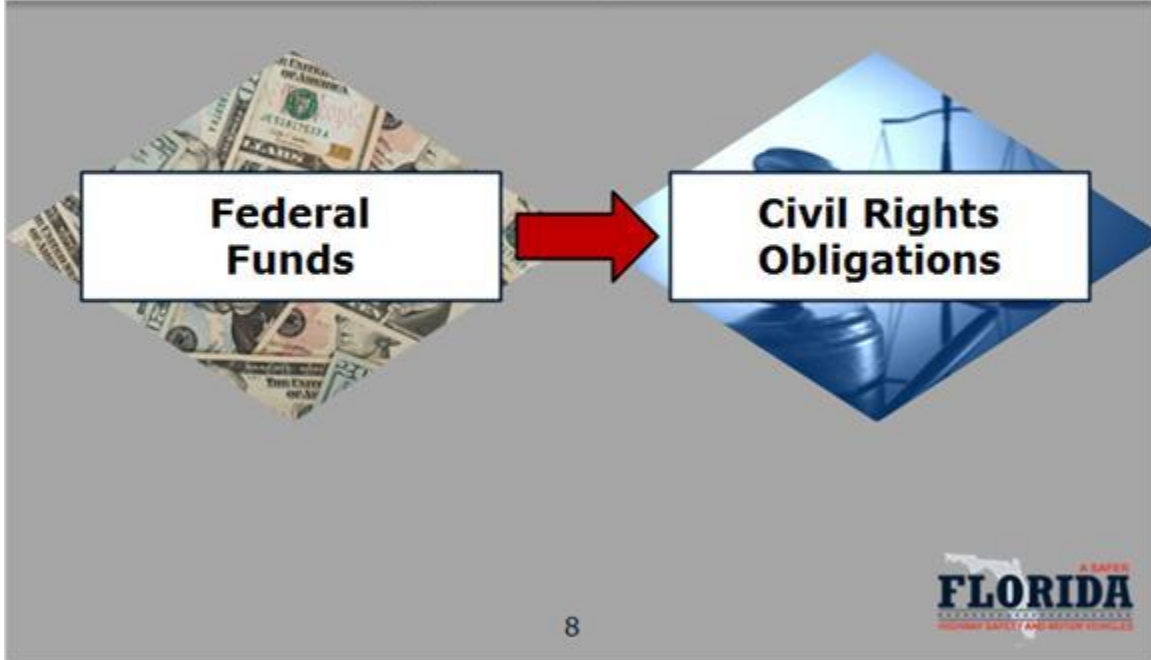 Federal
Funds
Civil Rights
Obligations
A SAFER
FLORIDA
HIGHWAY SAFETY AND MOTOR VEHICLES
8